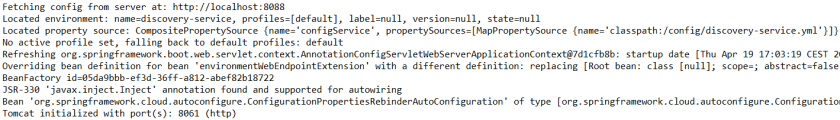 Fetching config from server at: http://localhost:8088
Located environment: name=discovery-service, profiles=[default], label=null, version=null, state=null
Located property source: CompositePropertySource {name='configService', propertySources=[MapPropertySource {name='classpath:/config/discovery-service.yml'}]}
No active profile set, falling back to default profiles: default
Refreshing org.springframework.boot.web.servlet.context.AnnotationConfigServletWebServerApplicationContext@7d1cfb8b: startup date [Thu Apr 19 17:03:19 CEST 20
Overriding bean definition for bean 'environmentWebEndpointExtension' with a different definition: replacing [Root bean: class [null]; scope=; abstract=false
BeanFactory id=05da9bbb-ef3d-36ff-a812-abef82b18722
JSR-330 'javax.inject.Inject' annotation found and supported for autowiring
Bean 'org.springframework.cloud.autoconfigure.ConfigurationPropertiesRebinderAutoConfiguration' of type [org.springframework.cloud.autoconfigure.Configuratio
Tomcat initialized with port(s): 8061 (http)